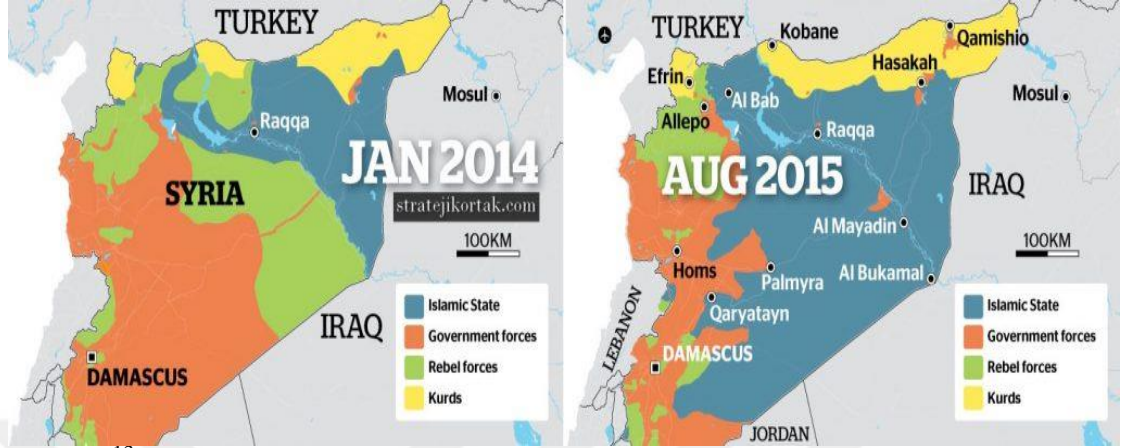 TURKEY
Mosul
Raqqa
JAN 2014
stratejikortak.com
SYRIA
100KM
IRAQ
DAMASCUS
Islamic State
Government forces
Rebel forces
Kurds
TURKEY
Kobane
Qamishio
Hasakah
Efrin
Al Bab
Mosul
Allepo
Raqqa
AUG 2015
IRAQ
Al Mayadin
100KM
Homs
Palmyra
Al Bukamal
Qaryatayn
LEBANON
DAMASCUS
Islamic State
Government forces
Rebel forces
Kurds
JORDAN